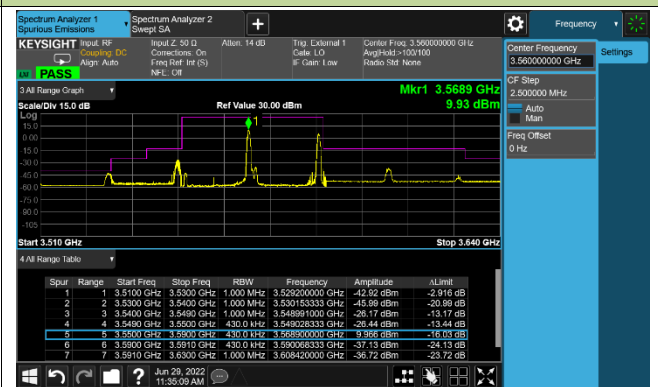 Spectrum Analyzer 1
Spurious Emissions
Spectrum Analyzer 2
Swept SA
+
Frequency
KEYSIGHT
Input: RF
Coupling: DC
Align: Auto
Input Z: 50 Ω
Corrections: On
Freq Ref: Int (S)
NFE: Off
Atten: 14 dB
Trig: External 1
Gate: LO
IF Gain: Low
Center Freq: 3.560000000 GHz
Avg|Hold:>100/100
Radio Std: None
PASS
3 All Range Graph
Mkr1 3.5689 GHz
Scale/Div 15.0 dB
Ref Value 30.00 dBm
9.93 dBm
Log
15.0
0.00
-15.0
-30.0
-45.0
-60.0
-75.0
-90.0
-105
1
Start 3.510 GHz
Stop 3.640 GHz
4 All Range Table
Spur Range Start Freq Stop Freq RBW Frequency Amplitude ΔLimit
1 1 3.5100 GHz 3.5300 GHz 1.000 MHz 3.529200000 GHz -42.92 dBm -2.916 dB
2 2 3.5300 GHz 3.5400 GHz 1.000 MHz 3.530153333 GHz -45.99 dBm -20.99 dB
3 3 3.5400 GHz 3.5490 GHz 1.000 MHz 3.548991000 GHz -26.17 dBm -13.17 dB
4 4 3.5490 GHz 3.5500 GHz 430.0 kHz 3.549028333 GHz -26.44 dBm -13.44 dB
5 5 3.5500 GHz 3.5900 GHz 430.0 kHz 3.568900000 GHz 9.966 dBm -16.03 dB
6 6 3.5900 GHz 3.5910 GHz 430.0 kHz 3.590068333 GHz -37.13 dBm -24.13 dB
7 7 3.5910 GHz 3.6300 GHz 1.000 MHz 3.608420000 GHz -36.72 dBm -23.72 dB
Center Frequency
3.560000000 GHz
Settings
CF Step
2.500000 MHz
Auto
Man
Freq Offset
0 Hz
?
Jun 29, 2022
11:35:09 AM